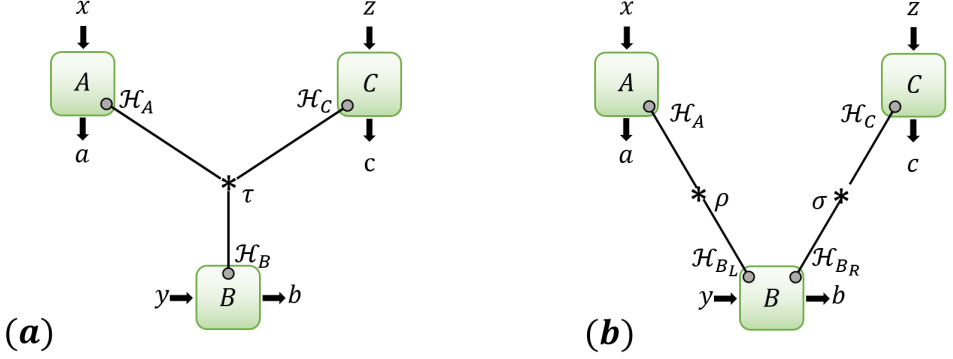 x z x z
A C A C
ℋ_A ℋ_C ℋ_A ℋ_C
a c a c
* τ * ρ σ *
ℋ_B ℋ_{B_L} ℋ_{B_R}
y B b y B b
(a) (b)